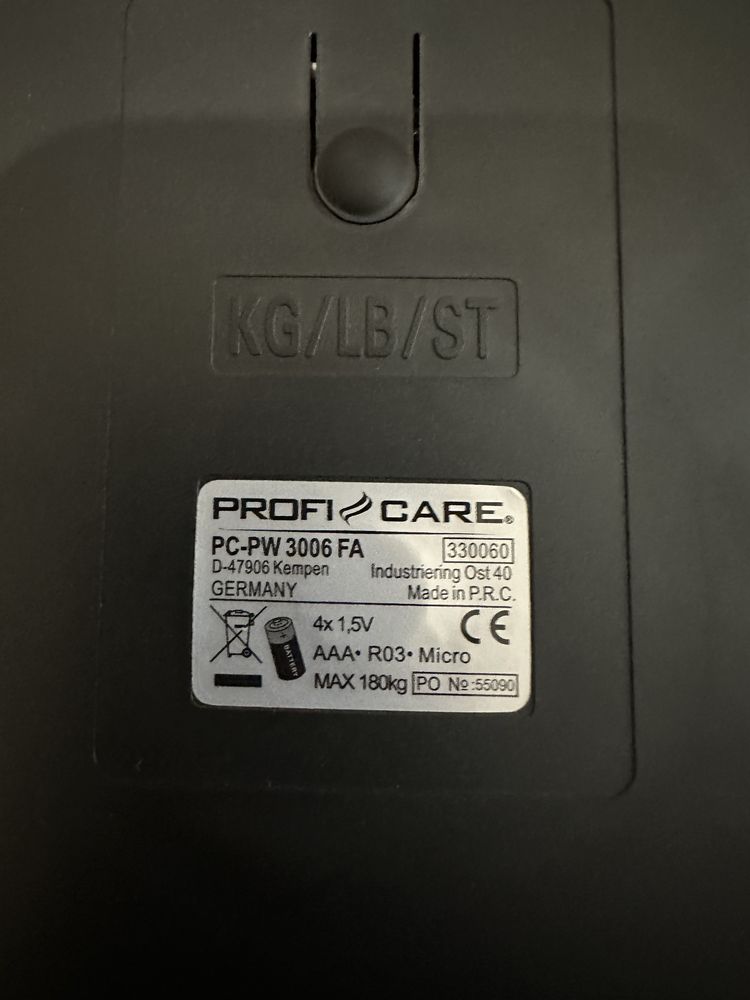 KG/LB/ST
PROFI CARE®
PC-PW 3006 FA 330060
D-47906 Kempen Industriering Ost 40
GERMANY Made in P.R.C.
4x 1,5V CE
BATTERY
AAA• R03• Micro
MAX 180kg PO №:55090